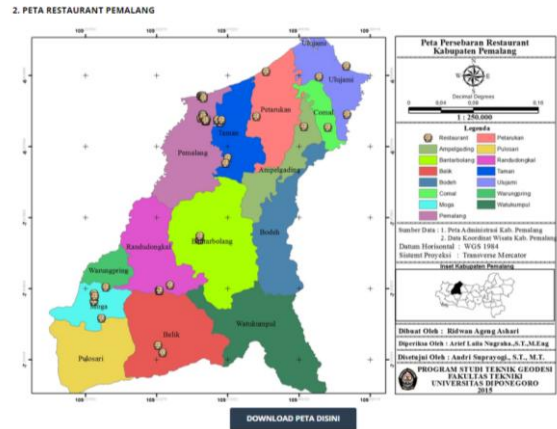 2. PETA RESTAURANT PEMALANG
Peta Persebaran Restaurant
Kabupaten Pemalang
Decimal Degrees
1 : 250.000
Legenda
Restaurant
Petarukan
Ampelgading
Pulosari
Bantarbolang
Randudongkal
Belik
Taman
Bodeh
Ulujami
Comal
Warungpring
Moga
Watukumpul
Pemalang
Sumber Data : 1. Peta Administrasi Kab. Pemalang
2. Data Koordinat Wisata Kab. Pemalang
Datum Horisontal : WGS 1984
Sistem Proyeksi : Transverse Mercator
Inset Kabupaten Pemalang
Dibuat Oleh : Ridwan Ageng Ashari
Diperiksa Oleh : Arief Laila Nugraha,.S.T.,M.Eng
Disetujui Oleh : Andri Suprayogi., S.T., M.T.
PROGRAM STUDI TEKNIK GEODESI
FAKULTAS TEKNIKI
UNIVERSITAS DIPONEGORO
2015
Ulujami
Ulujami
Petarukan
Comal
Taman
Pemalang
Ampelgading
Bodeh
Randudongkal
Bantarbolang
Warungpring
Moga
Watukumpul
Belik
Pulosari
DOWNLOAD PETA DISINI